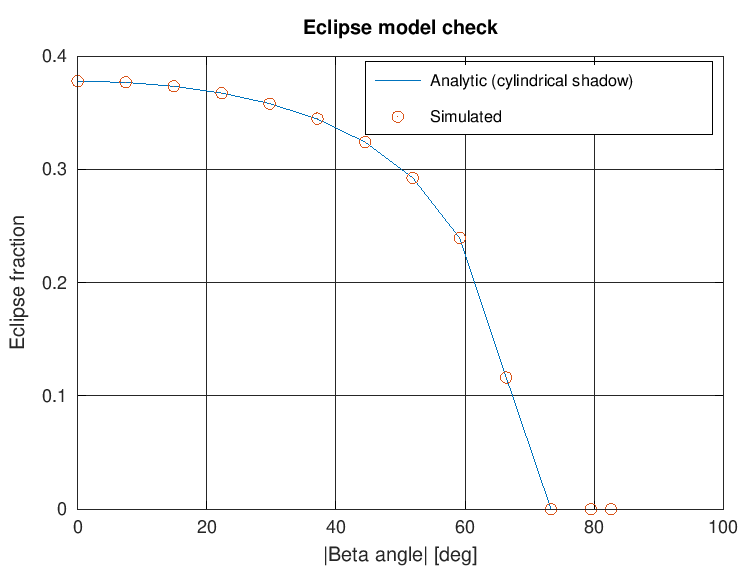 Eclipse model check
Analytic (cylindrical shadow)
Simulated
Eclipse fraction
0.4
0.3
0.2
0.1
0
0 20 40 60 80 100
|Beta angle| [deg]